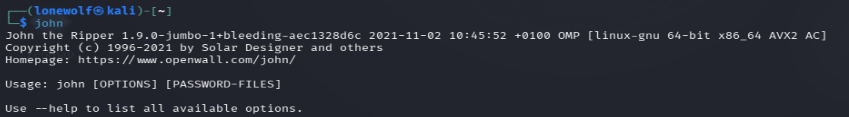 ┌──(lonewolf㉿kali)-[~]
└─$ john
John the Ripper 1.9.0-jumbo-1+bleeding-aec1328d6c 2021-11-02 10:45:52 +0100 OMP [linux-gnu 64-bit x86_64 AVX2 AC]
Copyright (c) 1996-2021 by Solar Designer and others
Homepage: https://www.openwall.com/john/
Usage: john [OPTIONS] [PASSWORD-FILES]
Use --help to list all available options.